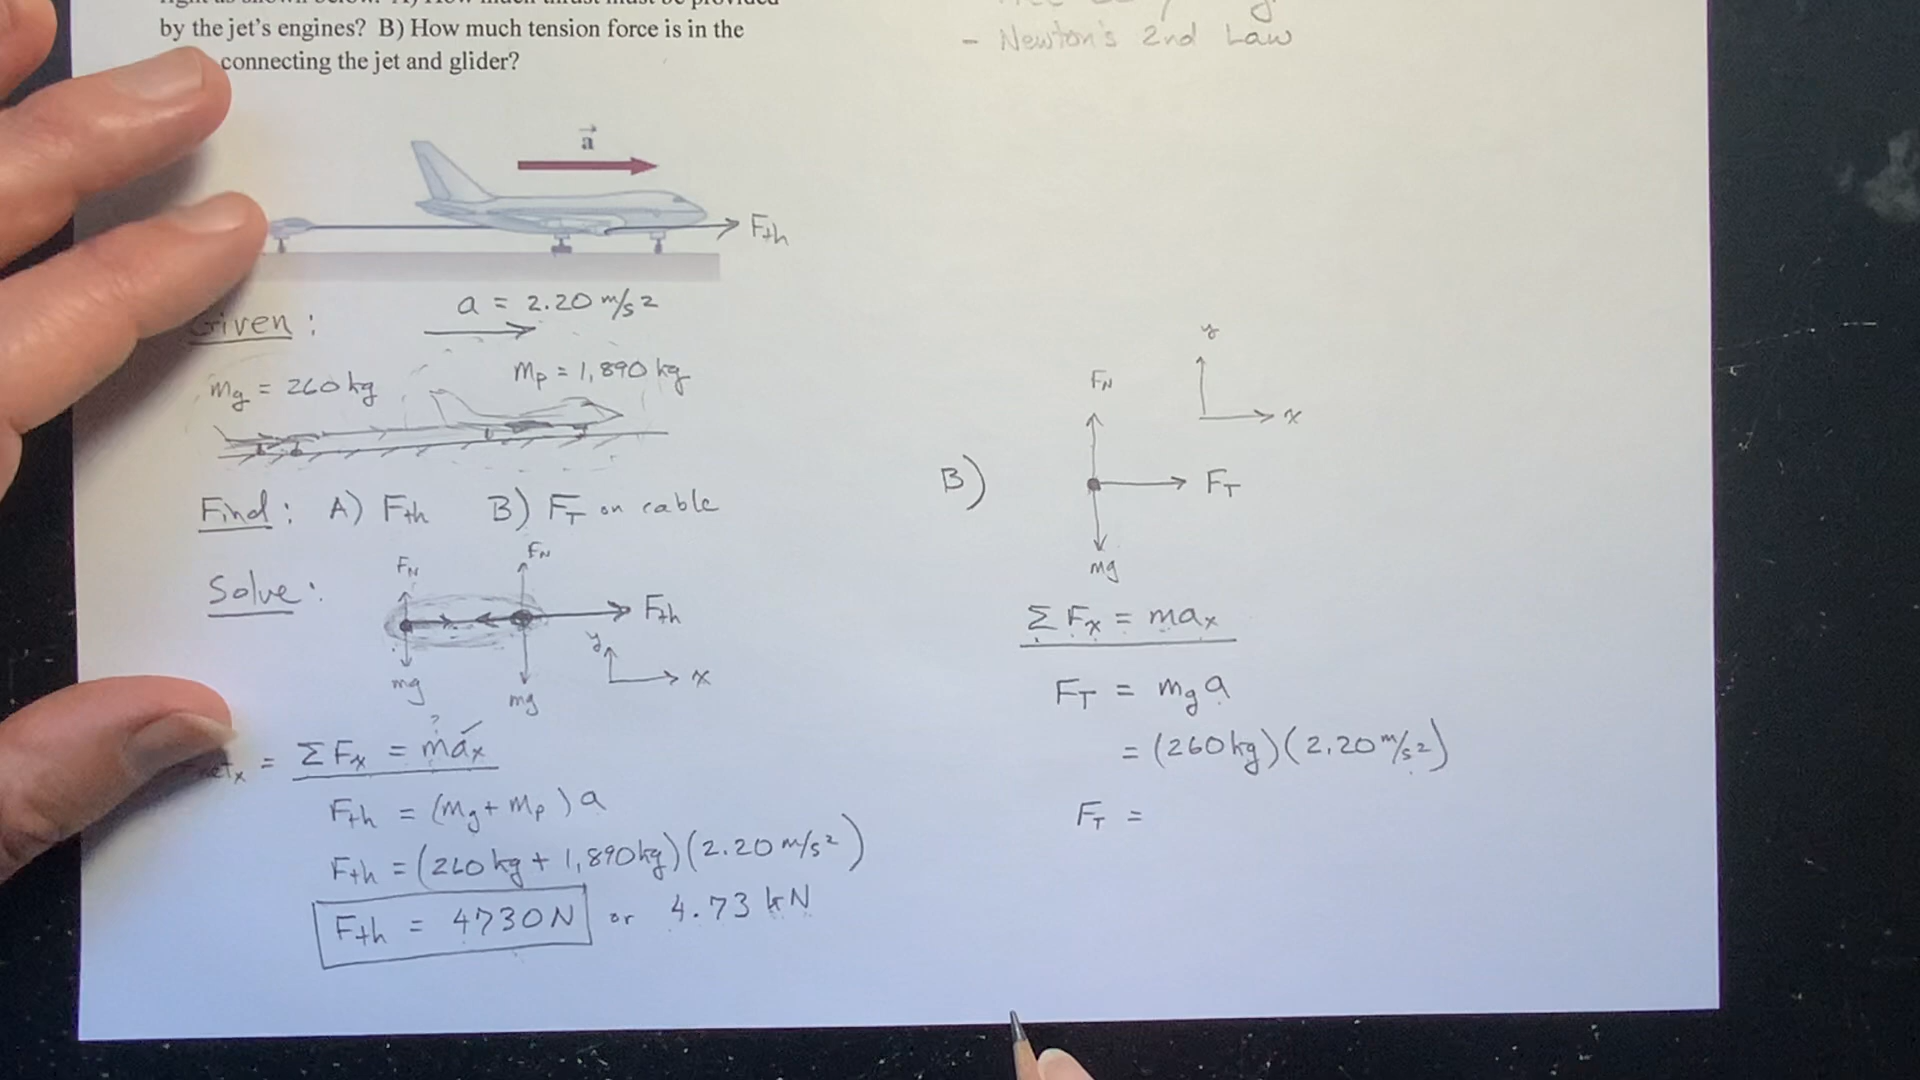 by the jet's engines? B) How much tension force is in the
connecting the jet and glider?
- Newton's 2nd Law
a
Fth
a = 2.20 m/s2
Given:
mg = 260 kg
mp = 1,890 kg
Find: A) Fth B) FT on cable
Solve:
FN
FN
Fth
mg
mg
y
x
?
= ΣFx = max
Fth = (mg + mp) a
Fth = (260 kg + 1,890 kg)(2.20 m/s2)
Fth = 4730 N or 4.73 kN
B)
FN
y
x
FT
mg
ΣFx = max
FT = mg a
= (260 kg)(2.20 m/s2)
FT =